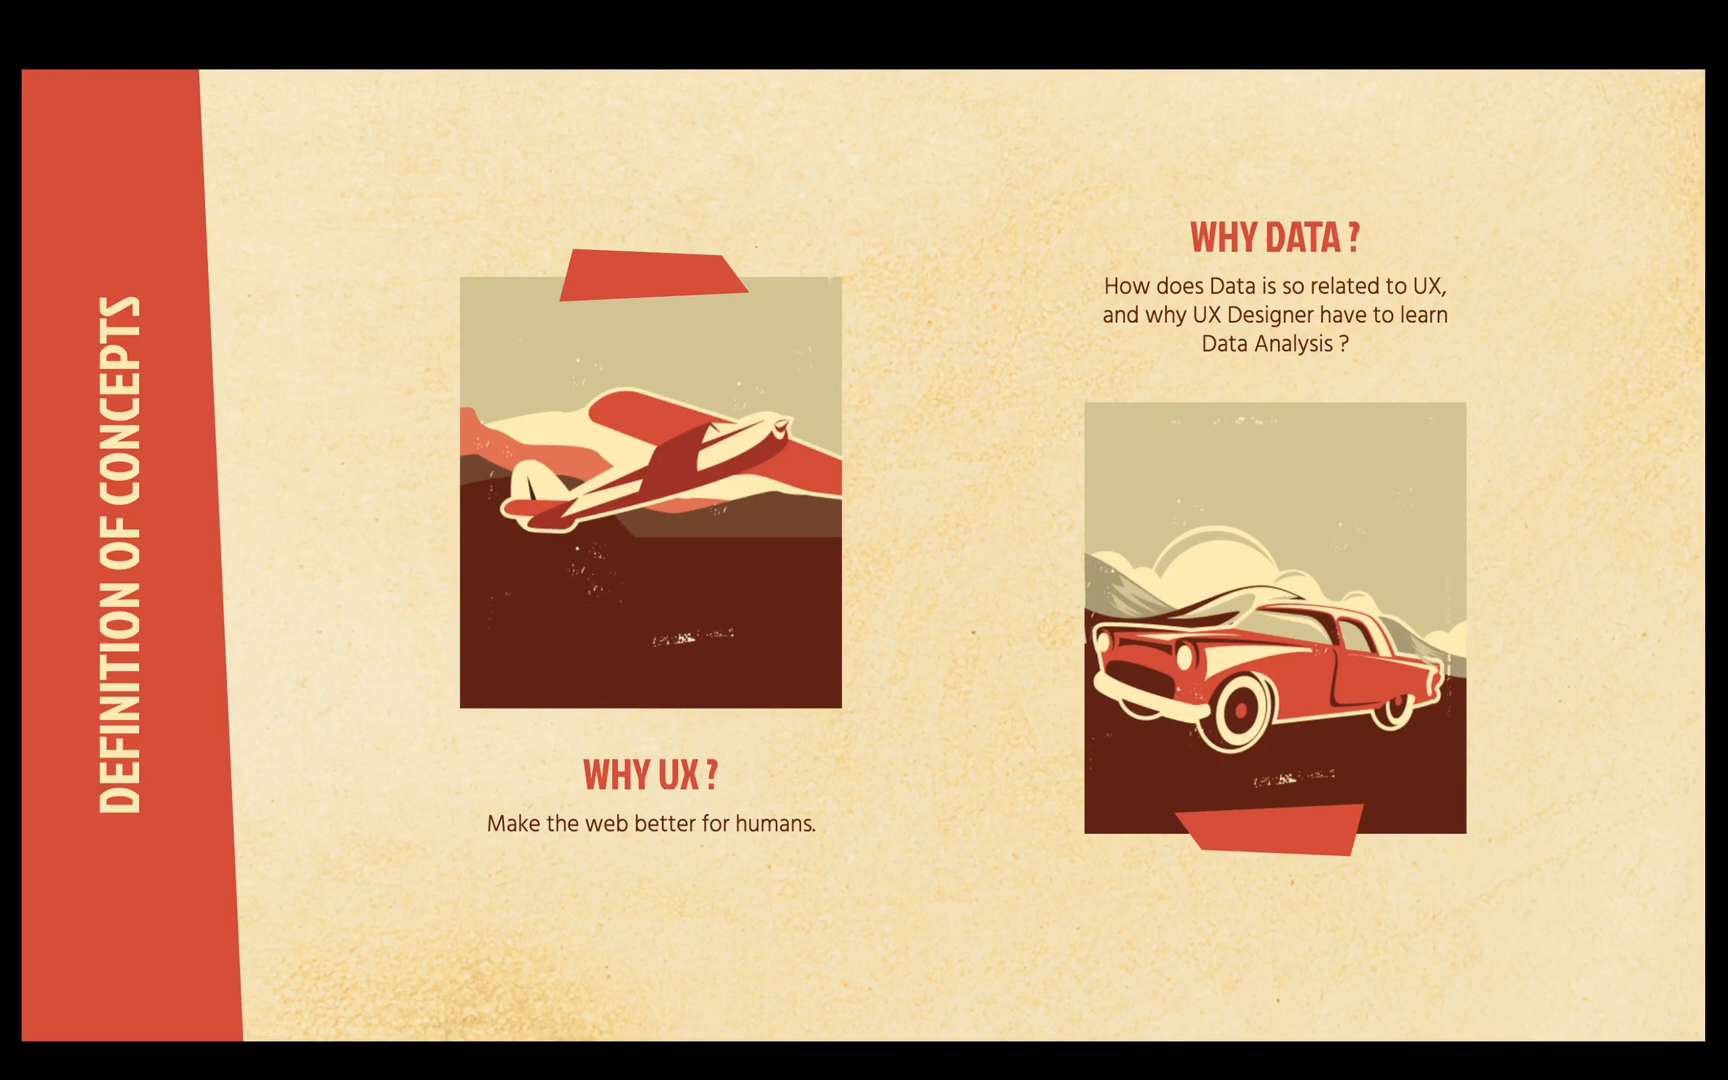 DEFINITION OF CONCEPTS
WHY UX ?
Make the web better for humans.
WHY DATA ?
How does Data is so related to UX,
and why UX Designer have to learn
Data Analysis ?